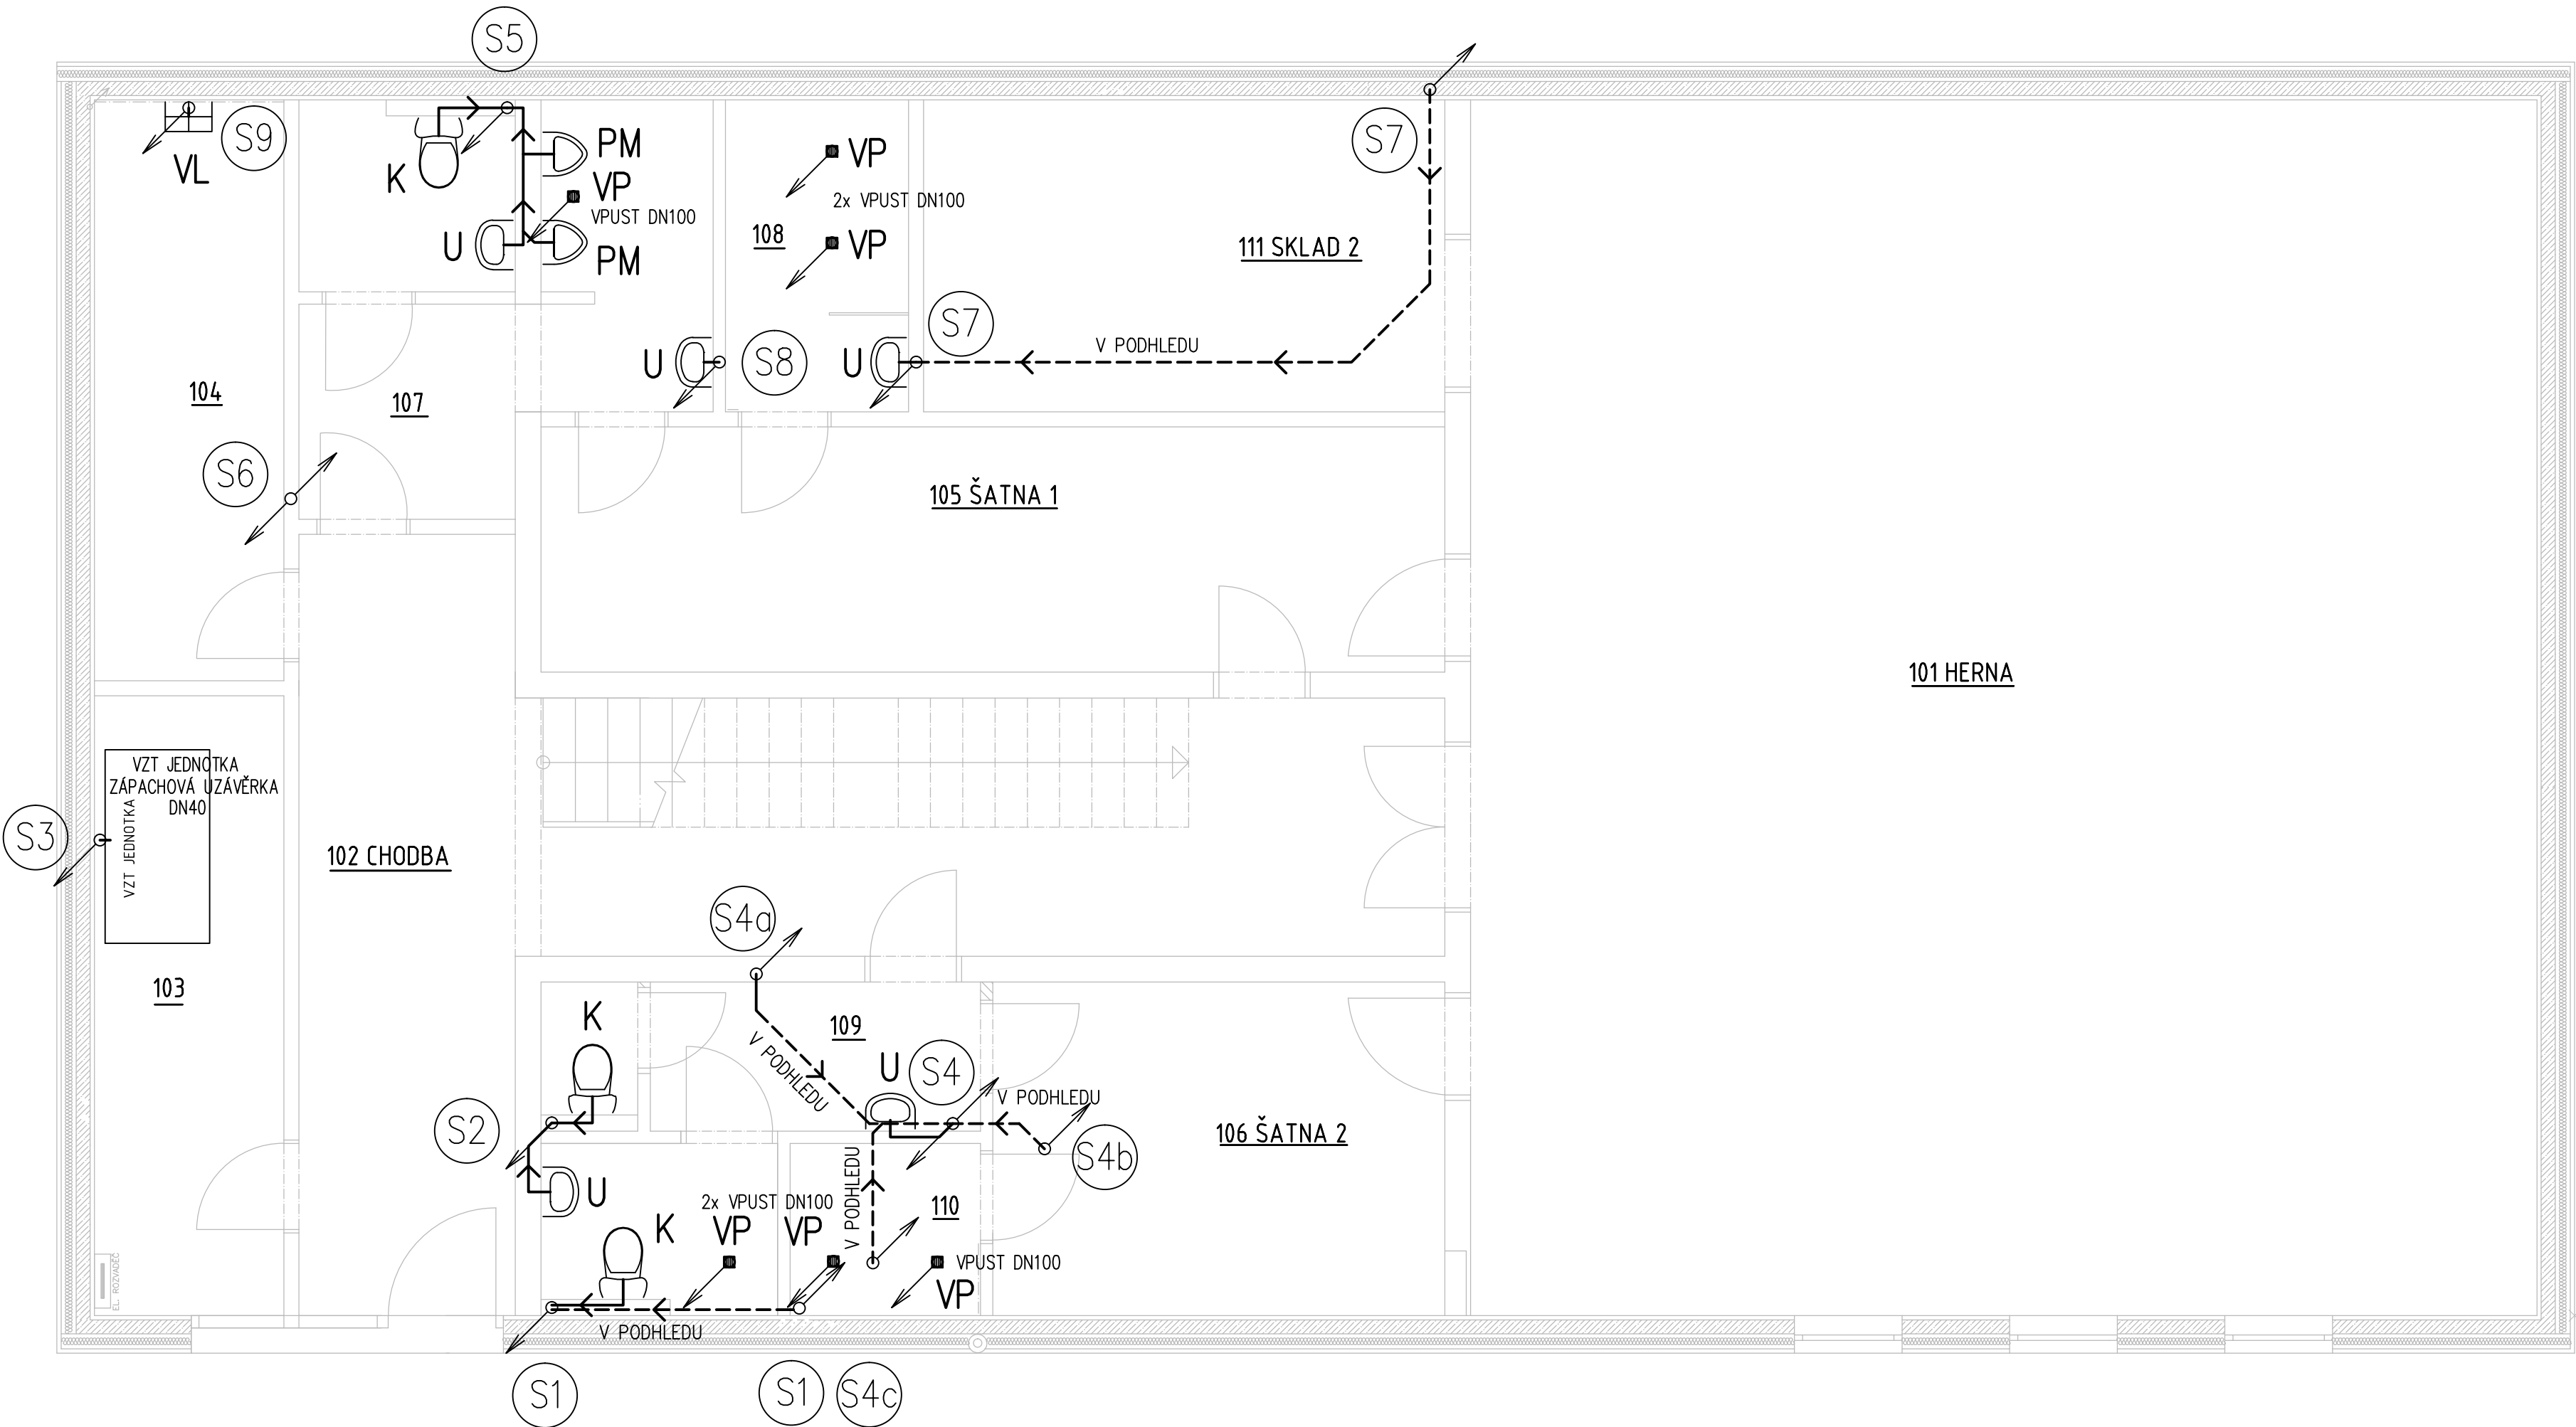 S5
S9
VL
K
PM
VP
VPUST DN100
U
PM
VP
2x VPUST DN100
108
VP
S7
111 SKLAD 2
S7
V PODHLEDU
U
S8
U
104
107
S6
105 ŠATNA 1
101 HERNA
VZT JEDNOTKA
ZÁPACHOVÁ UZÁVĚRKA
DN40
VZT JEDNOTKA
S3
102 CHODBA
S4a
103
K
109
V PODHLEDU
U
S4
V PODHLEDU
S2
106 ŠATNA 2
S4b
U
V PODHLEDU
2x VPUST DN100
110
K
VP
VP
VPUST DN100
VP
EL. ROZVADĚČ
V PODHLEDU
S1
S1
S4c